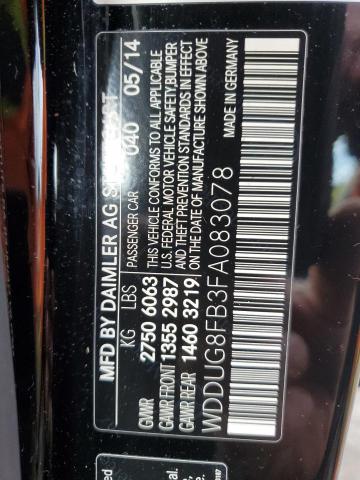 MFD BY DAIMLER AG
KG LBS PASSENGER CAR 040 05/14
GVWR 2750 6063 THIS VEHICLE CONFORMS TO ALL APPLICABLE
GAWR FRONT 1355 2987 U.S. FEDERAL MOTOR VEHICLE SAFETY, BUMPER
GAWR REAR 1460 3219 AND THEFT PREVENTION STANDARDS IN EFFECT
ON THE DATE OF MANUFACTURE SHOWN ABOVE
WDDUG8FB3FA083078 MADE IN GERMANY